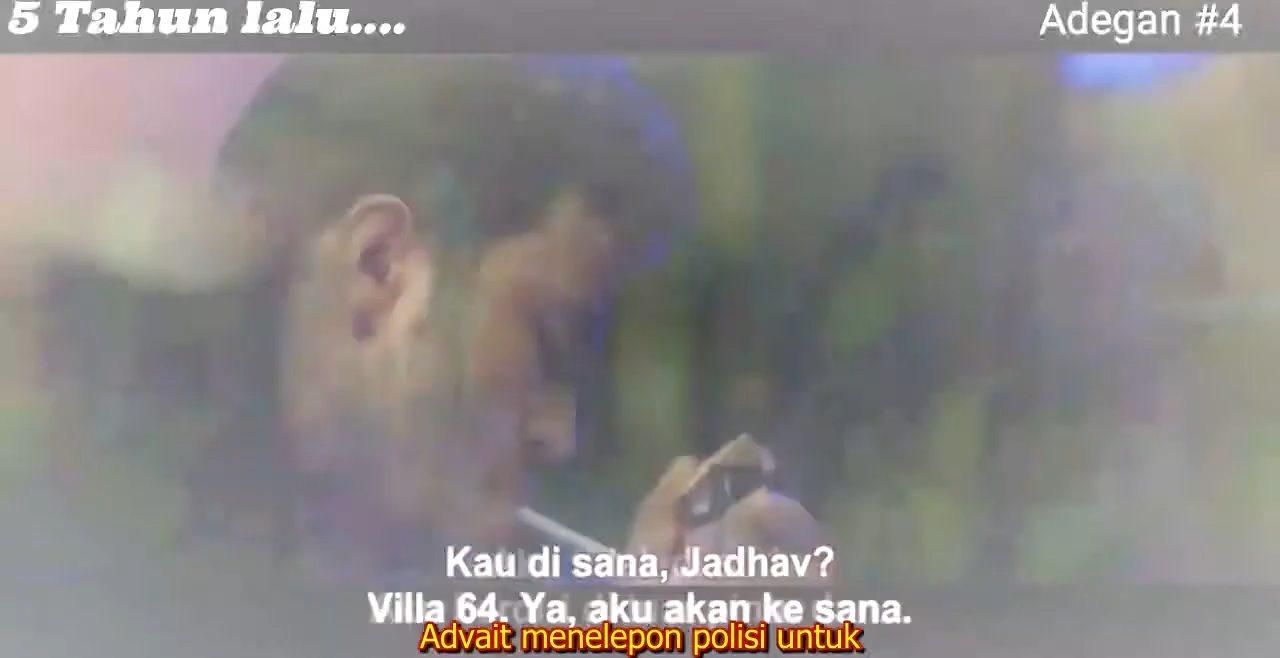 5 Tahun lalu....
Adegan #4
Kau di sana, Jadhav?
Villa 64. Ya, aku akan ke sana.
Advait menelepon polisi untuk